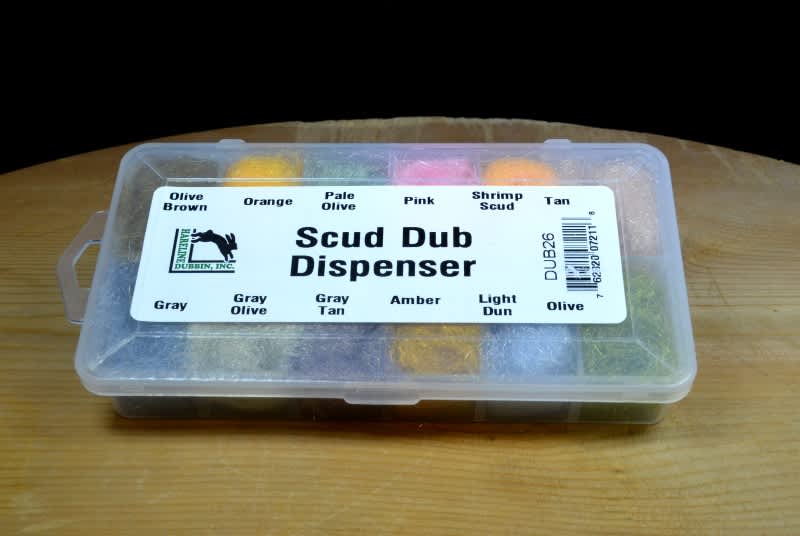 Olive
Brown
Orange
Pale
Olive
Pink
Shrimp
Scud
Tan
HARELINE
DUBBIN, INC.
Scud Dub
Dispenser
DUB26
Gray
Gray
Olive
Gray
Tan
Amber
Light
Dun
Olive